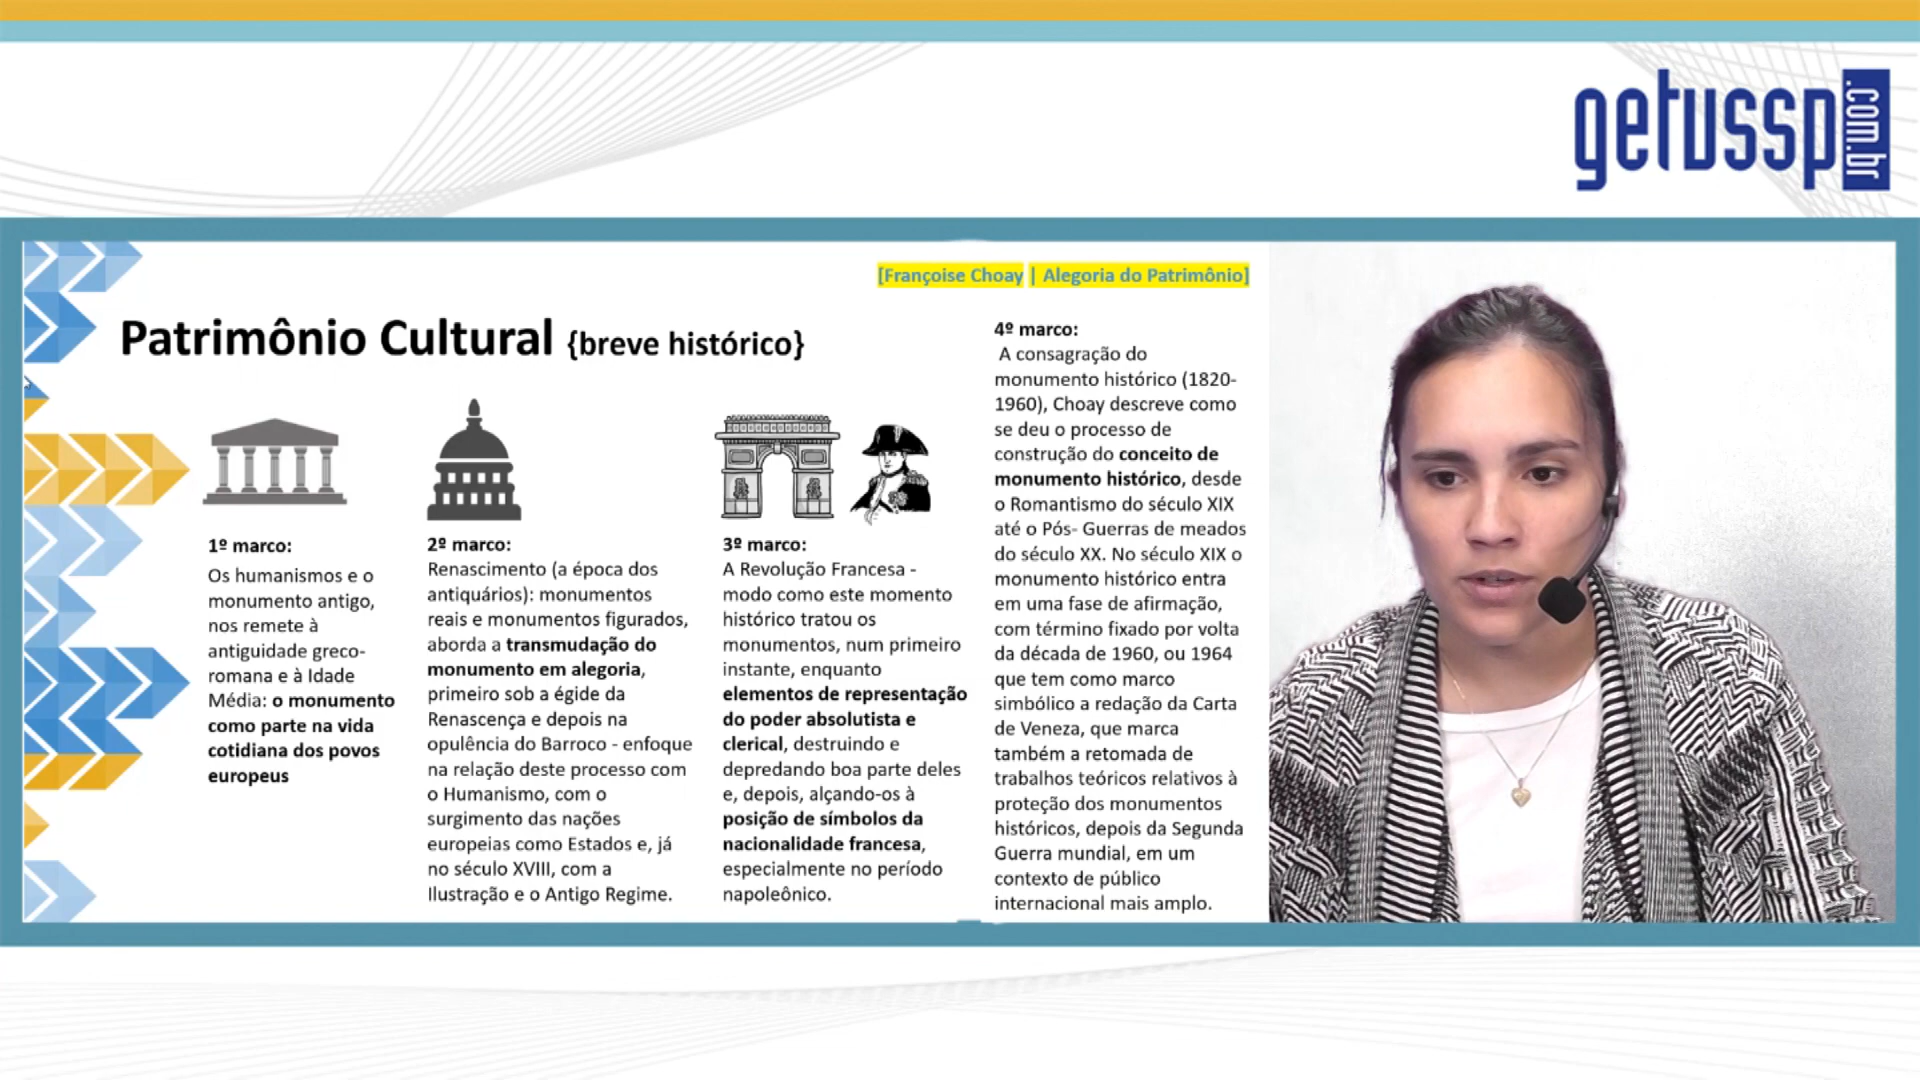 getussp.com.br
[Françoise Choay | Alegoria do Patrimônio]
Patrimônio Cultural {breve histórico}
1º marco:
Os humanismos e o
monumento antigo,
nos remete à
antiguidade greco-
romana e à Idade
Média: o monumento
como parte na vida
cotidiana dos povos
europeus
2º marco:
Renascimento (a época dos
antiquários): monumentos
reais e monumentos figurados,
aborda a transmudação do
monumento em alegoria,
primeiro sob a égide da
Renascença e depois na
opulência do Barroco - enfoque
na relação deste processo com
o Humanismo, com o
surgimento das nações
europeias como Estados e, já
no século XVIII, com a
Ilustração e o Antigo Regime.
3º marco:
A Revolução Francesa -
modo como este momento
histórico tratou os
monumentos, num primeiro
instante, enquanto
elementos de representação
do poder absolutista e
clerical, destruindo e
depredando boa parte deles
e, depois, alçando-os à
posição de símbolos da
nacionalidade francesa,
especialmente no período
napoleônico.
4º marco:
A consagração do
monumento histórico (1820-
1960), Choay descreve como
se deu o processo de
construção do conceito de
monumento histórico, desde
o Romantismo do século XIX
até o Pós- Guerras de meados
do século XX. No século XIX o
monumento histórico entra
em uma fase de afirmação,
com término fixado por volta
da década de 1960, ou 1964
que tem como marco
simbólico a redação da Carta
de Veneza, que marca
também a retomada de
trabalhos teóricos relativos à
proteção dos monumentos
históricos, depois da Segunda
Guerra mundial, em um
contexto de público
internacional mais amplo.